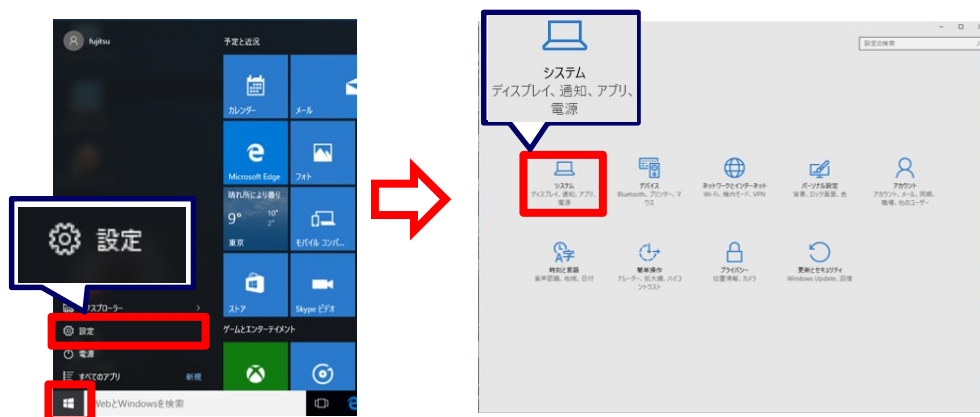 fujitsu
予定と近況
カレンダー
メール
Microsoft Edge
フォト
晴れ所により曇り
9°
10°
2°
東京
モバイル コンパ...
ストア
Skype ビデオ
ゲームとエンターテイメント
設定
クスプローラー
設定
電源
すべてのアプリ
新規
WebとWindowsを検索
システム
ディスプレイ、通知、アプリ、
電源
設定の検索
システム
ディスプレイ、通知、アプリ、
電源
デバイス
Bluetooth、プリンター、マ
ウス
ネットワークとインターネット
Wi-Fi、機内モード、VPN
パーソナル設定
背景、ロック画面、色
アカウント
アカウント、メール、同期、
職場、他のユーザー
時刻と言語
音声認識、地域、日付
簡単操作
ナレーター、拡大鏡、ハイコ
ントラスト
プライバシー
位置情報、カメラ
更新とセキュリティ
Windows Update、回復